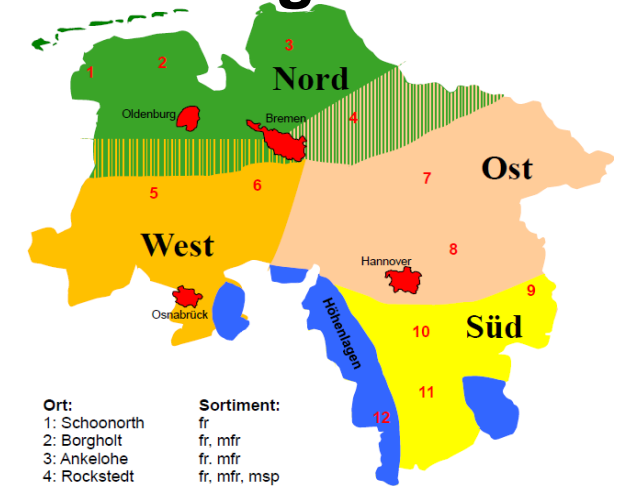 g
3
2
1
Nord
Oldenburg
Bremen
4
Ost
7
5
6
West
8
Hannover
9
Osnabrück
Höhenlagen
10
Süd
11
12
Ort: Sortiment:
1: Schoonorth fr
2: Borgholt fr, mfr
3: Ankelohe fr. mfr
4: Rockstedt fr, mfr, msp